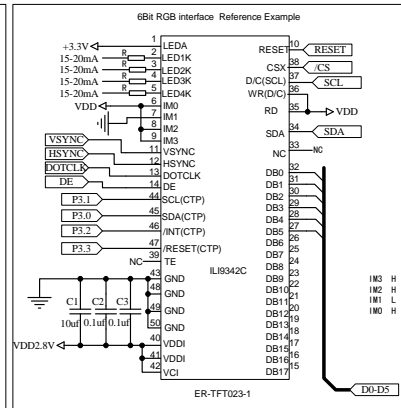 6Bit RGB interface Reference Example
+3.3V 1 LEDA
15-20mA R 2 LED1K
15-20mA R 3 LED2K
15-20mA R 4 LED3K
15-20mA R 5 LED4K
VDD 6 IM0
7 IM1
8 IM2
9 IM3
VSYNC 11 VSYNC
HSYNC 12 HSYNC
DOTCLK 13 DOTCLK
DE 14 DE
P3.1 44 SCL(CTP)
P3.0 45 SDA(CTP)
P3.2 46 /INT(CTP)
P3.3 47 /RESET(CTP)
NC 39 TE
43 GND
48 GND
49 GND
50 GND
C1 C2 C3
10uf 0.1uf 0.1uf
VDD2.8V 40 VDDI
41 VDDI
42 VCI
RESET 10 RESET
CSX 38 /CS
D/C(SCL) 37 SCL
WR(D/C) 36
RD 35 VDD
SDA 34 SDA
NC 33 NC
DB0 32
DB1 31
DB2 30
DB3 29
DB4 28
DB5 27
DB6 26
DB7 25
DB8 24
DB9 23
DB10 22
DB11 21
DB12 20
DB13 19
DB14 18
DB15 17
DB16 16
DB17 15
ILI9342C
IM3 H
IM2 H
IM1 L
IM0 H
D0-D5
ER-TFT023-1